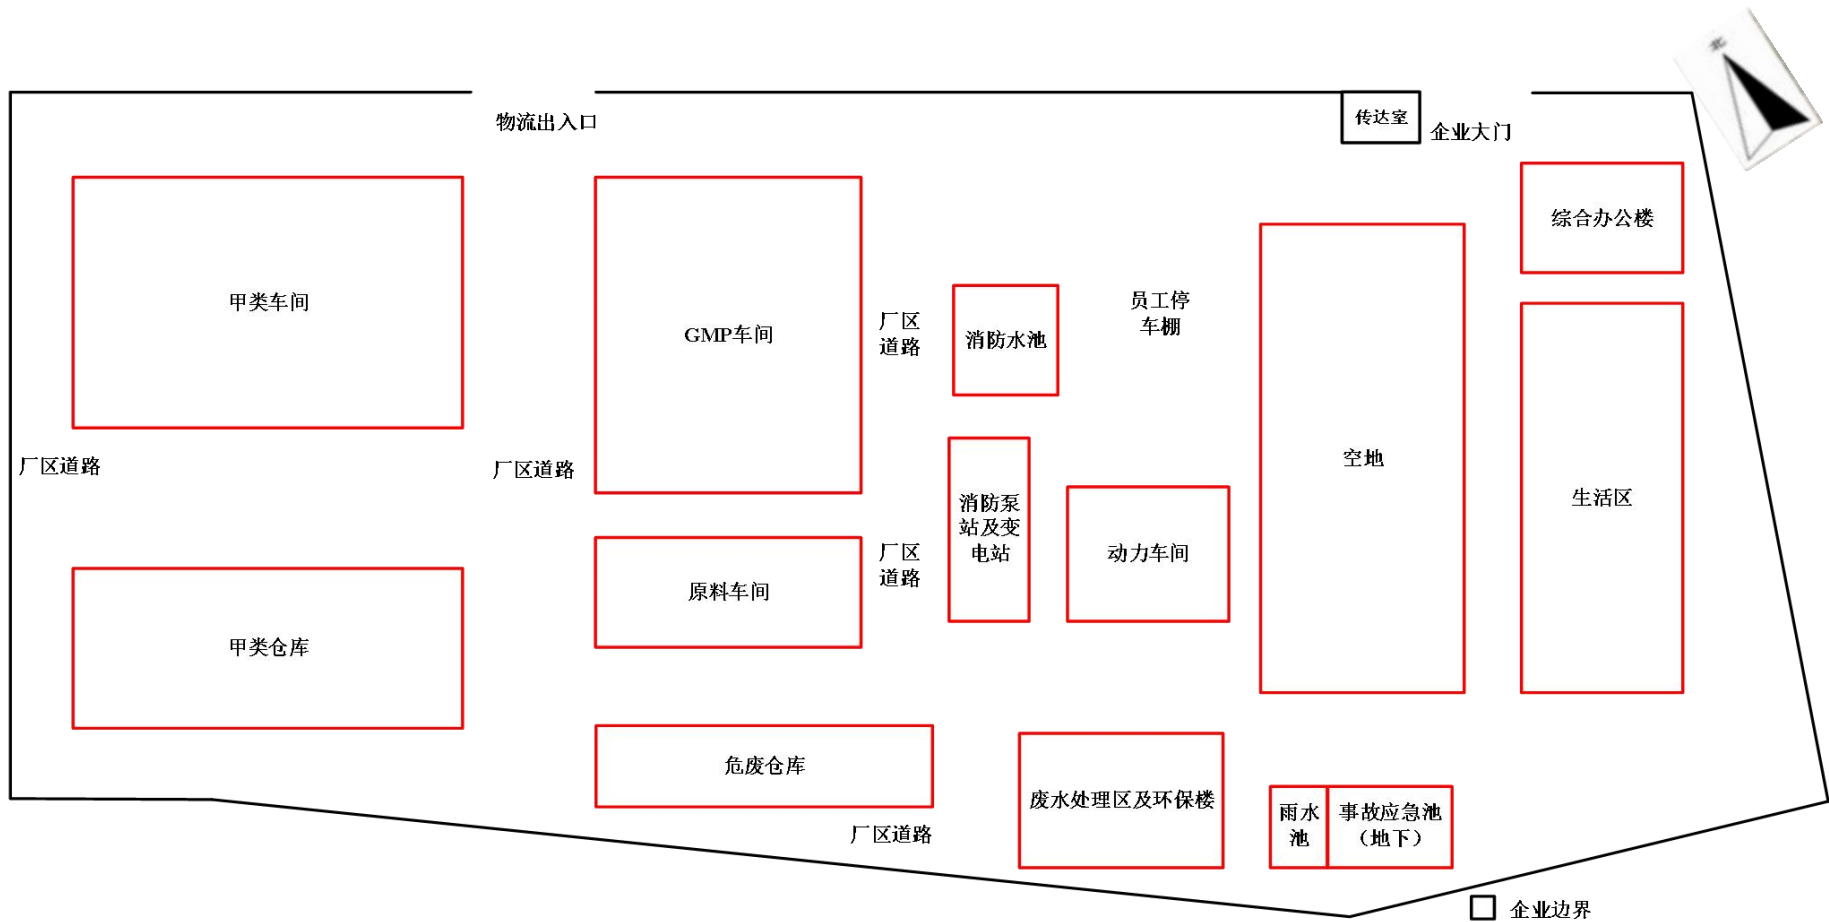 北
物流出入口
传达室
企业大门
综合办公楼
甲类车间
GMP车间
厂区
道路
消防水池
员工停
车棚
空地
生活区
厂区道路
厂区道路
消防泵
站及变
电站
动力车间
厂区
道路
原料车间
甲类仓库
危废仓库
废水处理区及环保楼
雨水
池
事故应急池
（地下）
厂区道路
企业边界